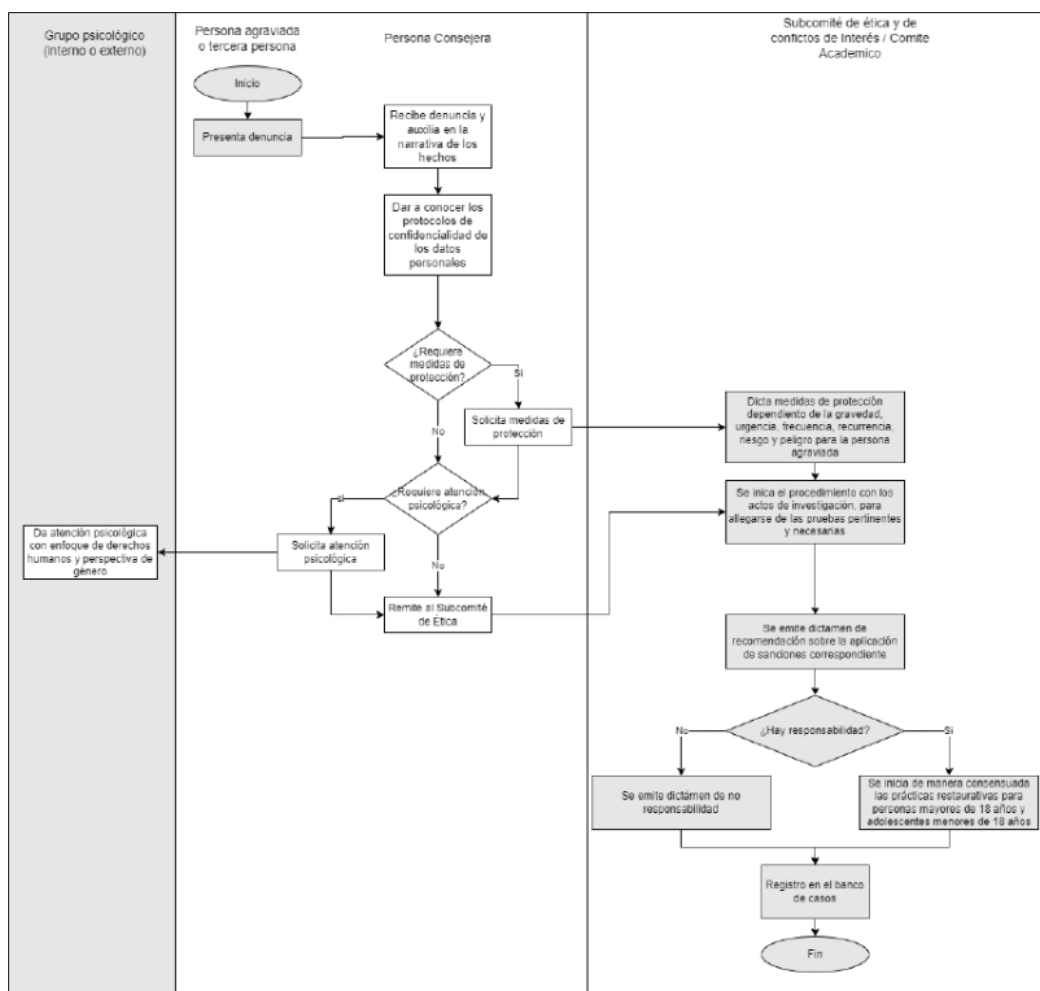 Grupo psicológico
(Interno o externo)
Persona agraviada
o tercera persona
Persona Consejera
Subcomité de ética y de
confictos de Interés / Comite
Academico
Inicio
Presenta denuncia
Recibe denuncia y
auxilia en la
narrativa de los
hechos
Dar a conocer los
protocolos de
confidencialidad de
los datos
personales
¿Requiere
medidas de
protección?
Si
No
Solicita medidas de
protección
Dicta medidas de protección
dependiento de la gravedad,
urgencia, frecuencia, recurrencia,
riesgo y peligro para la persona
agraviada
¿Requiere atención
psicológica?
si
No
Se inica el procedimiento con los
actos de investigación, para
allegarse de las pruebas pertinentes
y necesarias
Da atención psicológica
con enfoque de derechos
humanos y perspectiva de
género
Solicita atención
psicológica
Remite al Subcomité
de Ética
Se emite dictamen de
recomendación sobre la aplicación
de sanciones correspondiente
¿Hay responsabilidad?
No
Si
Se emite dictámen de no
responsabilidad
Se inicia de manera consensuada
las prácticas restaurativas para
personas mayores de 18 años y
adolescentes menores de 18 años
Registro en el banco
de casos
Fin